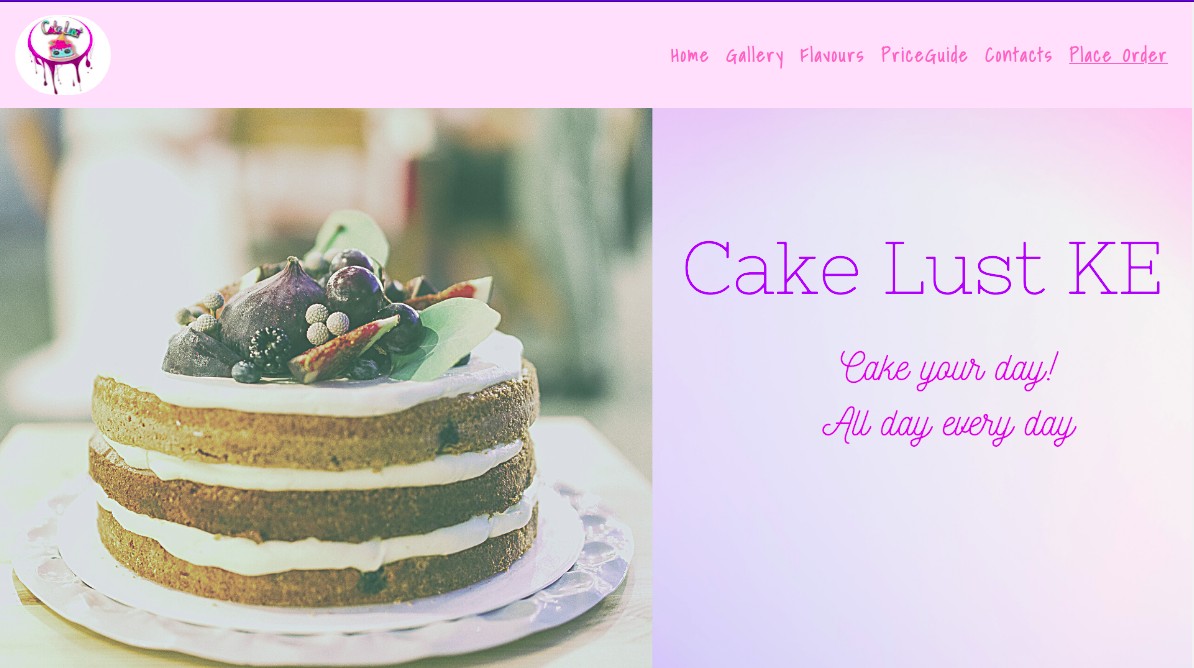 Cake Lust
Home Gallery Flavours PriceGuide Contacts Place Order
Cake Lust KE
Cake your day!
All day every day